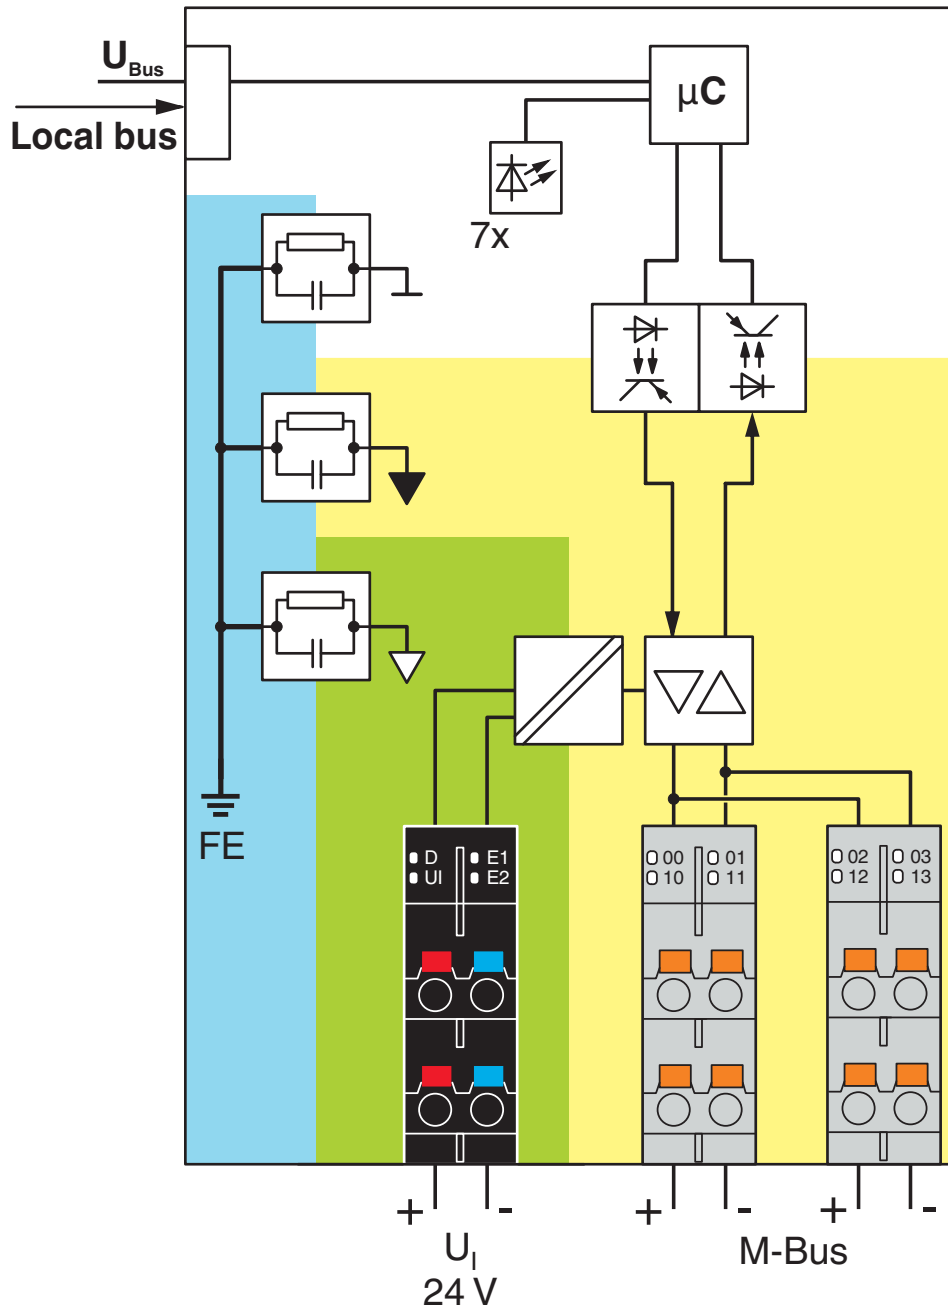 UBus
µC
Local bus
7x
FE
D E1
UI E2
00 01
10 11
02 03
12 13
+ -
+ -
+ -
UI
24 V
M-Bus